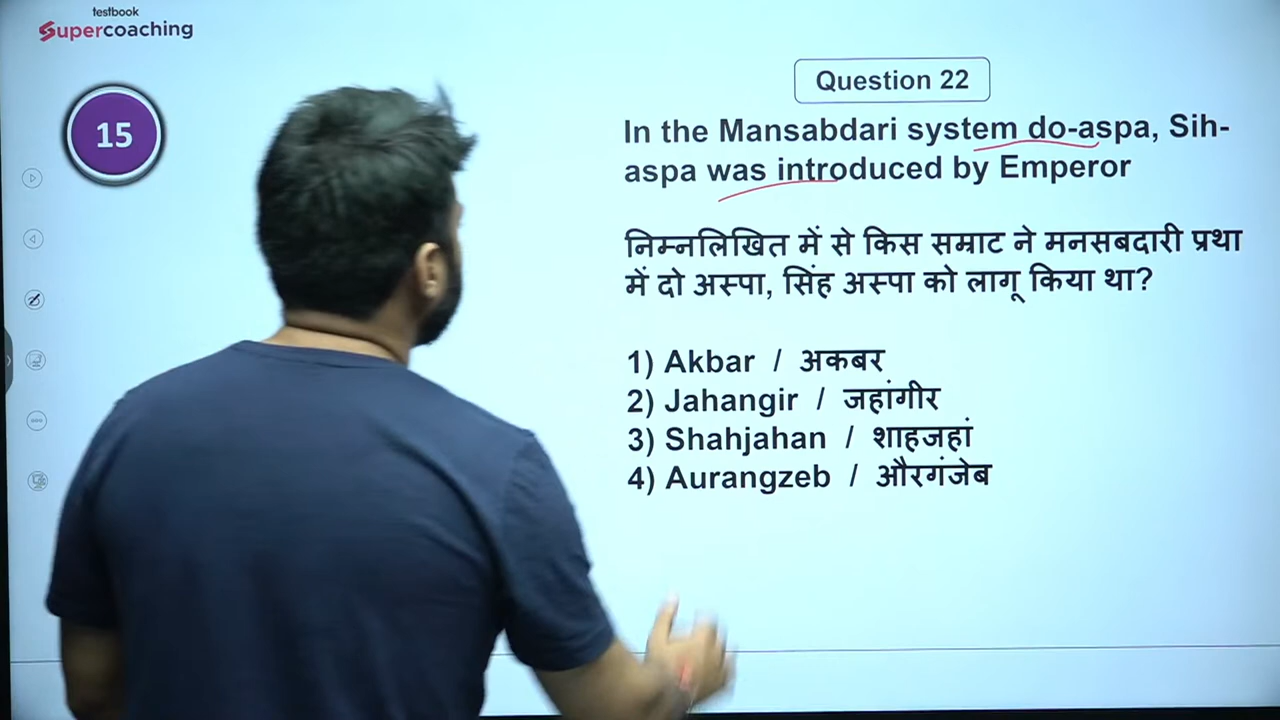 testbook
Supercoaching
15
Question 22
In the Mansabdari system do-aspa, Sih-
aspa was introduced by Emperor
निम्नलिखित में से किस सम्राट ने मनसबदारी प्रथा
में दो अस्पा, सिंह अस्पा को लागू किया था?
1) Akbar / अकबर
2) Jahangir / जहांगीर
3) Shahjahan / शाहजहां
4) Aurangzeb / औरगंजेब